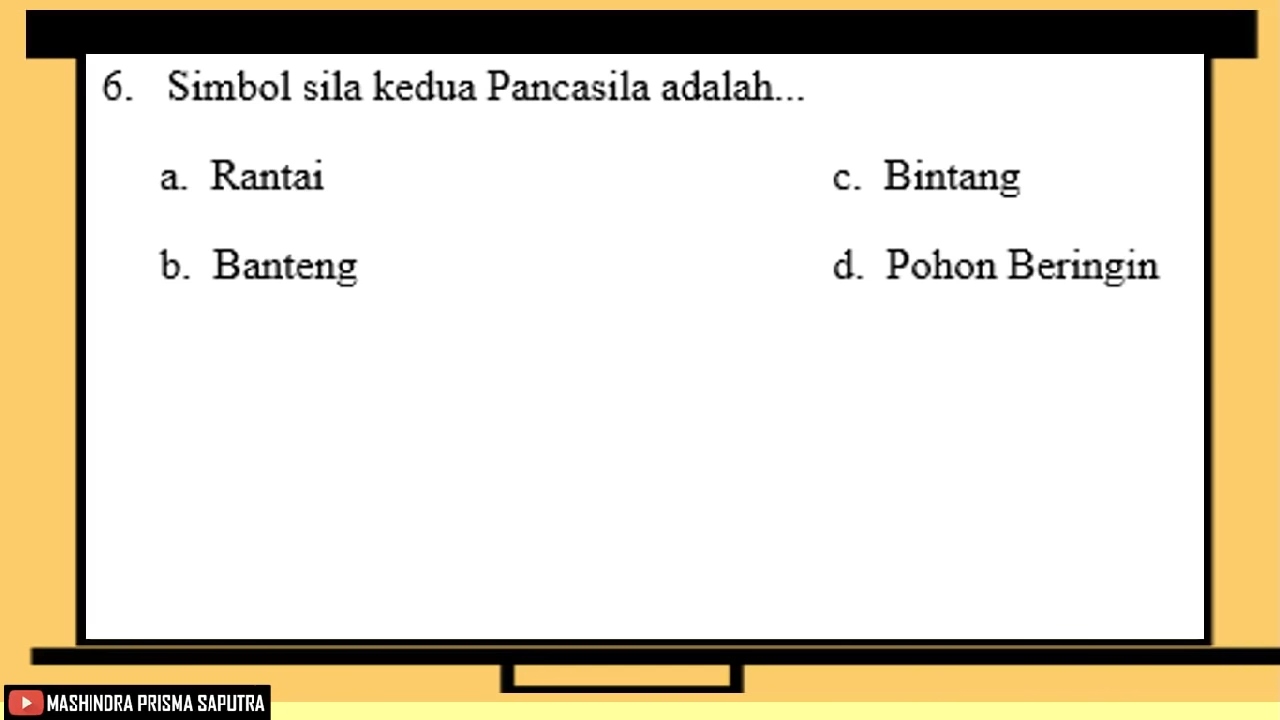 6. Simbol sila kedua Pancasila adalah...
a. Rantai
c. Bintang
b. Banteng
d. Pohon Beringin
MASHINDRA PRISMA SAPUTRA